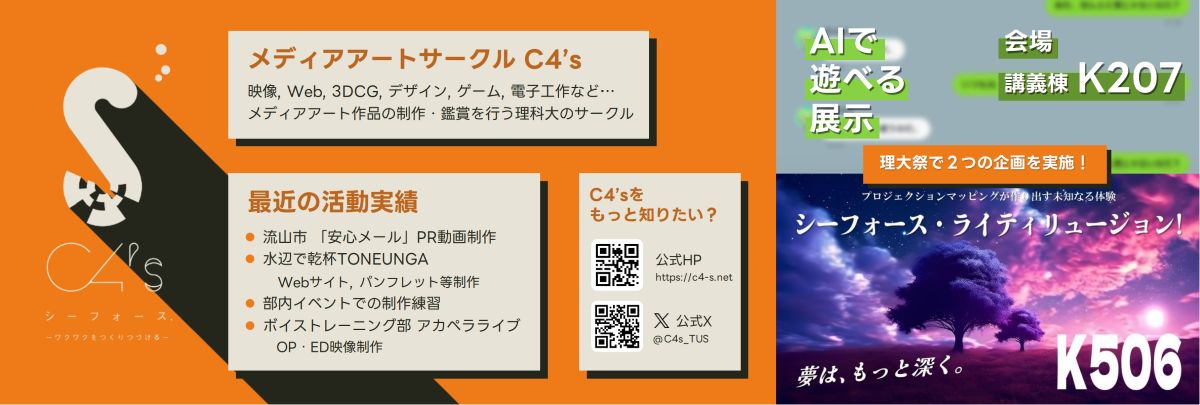 C4's
シーフォース.
ーワクワクをつくりつづけるー
メディアアートサークル C4's
映像, Web, 3DCG, デザイン, ゲーム, 電子工作など…
メディアアート作品の制作・鑑賞を行う理科大のサークル
最近の活動実績
流山市 「安心メール」PR動画制作
水辺で乾杯TONEUNGA
Webサイト, パンフレット等制作
部内イベントでの制作練習
ボイストレーニング部 アカペラライブ
OP・ED映像制作
C4'sを
もっと知りたい？
公式HP
https://c4-s.net
X 公式X
@C4s_TUS
AIで
遊べる
展示
会場
講義棟 K207
理大祭で２つの企画を実施！
プロジェクションマッピングが作り出す未知なる体験
シーフォース・ライティリュージョン!
夢は、もっと深く。
K506